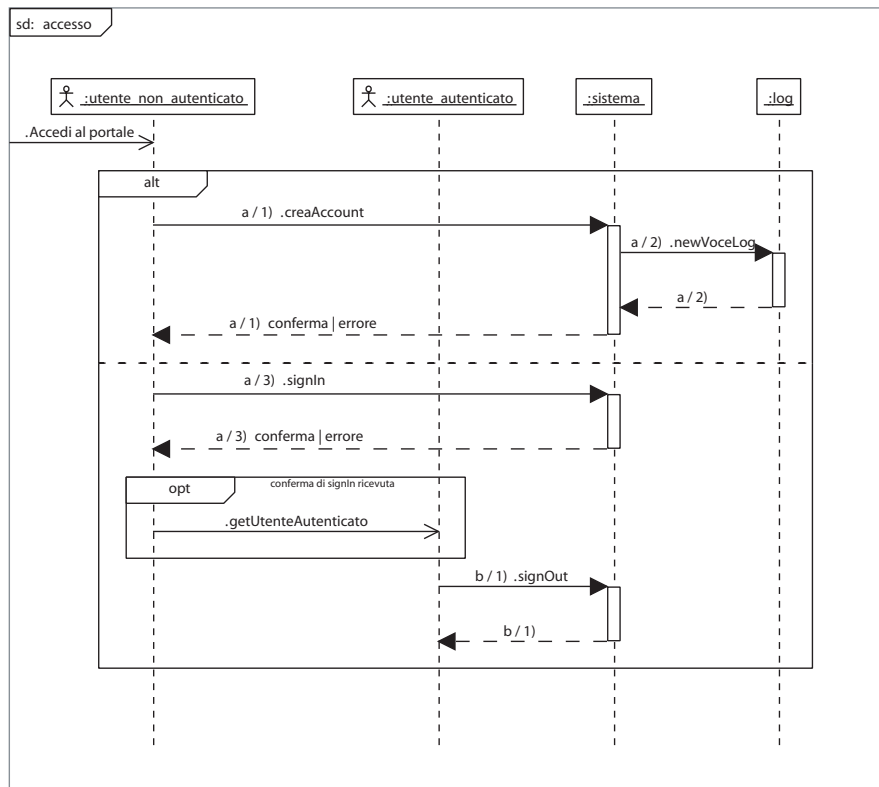 sd: accesso
:utente_non_autenticato
:utente_autenticato
:sistema
:log
.Accedi al portale
alt
a / 1) .creaAccount
a / 2) .newVoceLog
a / 2)
a / 1) conferma | errore
a / 3) .signIn
a / 3) conferma | errore
opt
conferma di signIn ricevuta
.getUtenteAutenticato
b / 1) .signOut
b / 1)